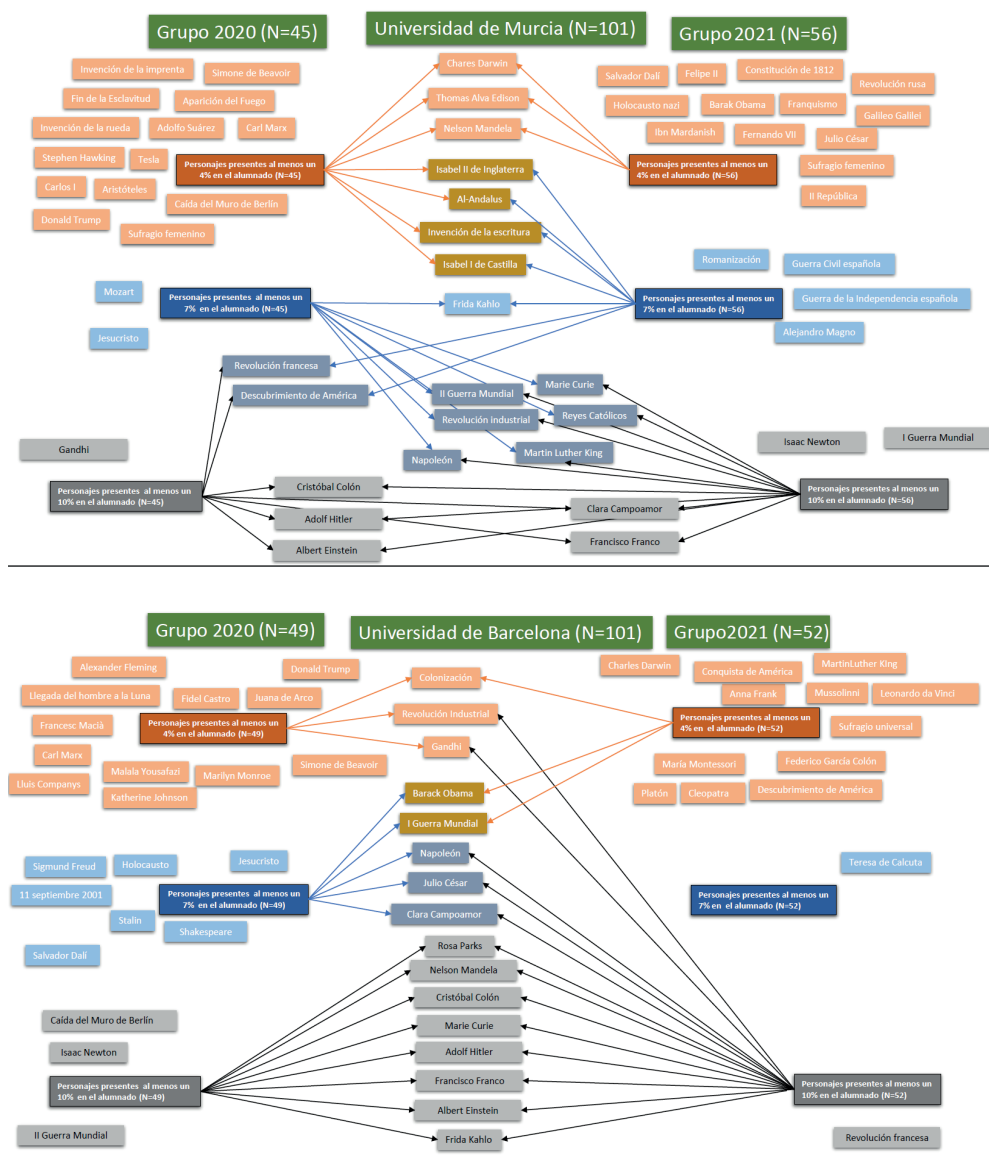 Grupo 2020 (N=45)
Universidad de Murcia (N=101)
Grupo2021 (N=56)
Invención de la imprenta
Simone de Beavoir
Fin de la Esclavitud
Aparición del Fuego
Invención de la rueda
Adolfo Suárez
Carl Marx
Stephen Hawking
Tesla
Carlos I
Aristóteles
Caída del Muro de Berlín
Donald Trump
Sufragio femenino
Personajes presentes al menos un
4% en el alumnado (N=45)
Chares Darwin
Thomas Alva Edison
Nelson Mandela
Isabel II de Inglaterra
Al-Andalus
Invención de la escritura
Isabel I de Castilla
Salvador Dalí
Felipe II
Constitución de 1812
Revolución rusa
Holocausto nazi
Barak Obama
Franquismo
Galileo Galilei
Ibn Mardanish
Fernando VII
Julio César
Personajes presentes al menos un
4% en el alumnado (N=56)
Sufragio femenino
II República
Mozart
Jesucristo
Personajes presentes al menos un
7% en el alumnado (N=45)
Frida Kahlo
Personajes presentes al menos un
7% en el alumnado (N=56)
Romanización
Guerra Civil española
Guerra de la Independencia española
Alejandro Magno
Revolución francesa
Descubrimiento de América
Marie Curie
II Guerra Mundial
Reyes Católicos
Revolución industrial
Martin Luther King
Napoleón
Gandhi
Isaac Newton
I Guerra Mundial
Personajes presentes al menos un
10% en el alumnado (N=45)
Cristóbal Colón
Adolf Hitler
Albert Einstein
Clara Campoamor
Francisco Franco
Personajes presentes al menos un
10% en el alumnado (N=56)
Grupo 2020 (N=49)
Universidad de Barcelona (N=101)
Grupo2021 (N=52)
Alexander Fleming
Donald Trump
Llegada del hombre a la Luna
Fidel Castro
Juana de Arco
Francesc Macià
Personajes presentes al menos un
4% en el alumnado (N=49)
Carl Marx
Malala Yousafazi
Marilyn Monroe
Simone de Beavoir
Lluis Companys
Katherine Johnson
Colonización
Revolución Industrial
Gandhi
Barack Obama
I Guerra Mundial
Charles Darwin
Conquista de América
MartinLuther King
Anna Frank
Mussolinni
Leonardo da Vinci
Personajes presentes al menos un
4% en el alumnado (N=52)
Sufragio universal
María Montessori
Federico García Colón
Platón
Cleopatra
Descubrimiento de América
Sigmund Freud
Holocausto
Jesucristo
11 septiembre 2001
Stalin
Shakespeare
Salvador Dalí
Personajes presentes al menos un
7% en el alumnado (N=49)
Napoleón
Julio César
Clara Campoamor
Teresa de Calcuta
Personajes presentes al menos un
7% en el alumnado (N=52)
Rosa Parks
Nelson Mandela
Cristóbal Colón
Marie Curie
Adolf Hitler
Francisco Franco
Albert Einstein
Frida Kahlo
Caída del Muro de Berlín
Isaac Newton
Personajes presentes al menos un
10% en el alumnado (N=49)
II Guerra Mundial
Personajes presentes al menos un
10% en el alumnado (N=52)
Revolución francesa